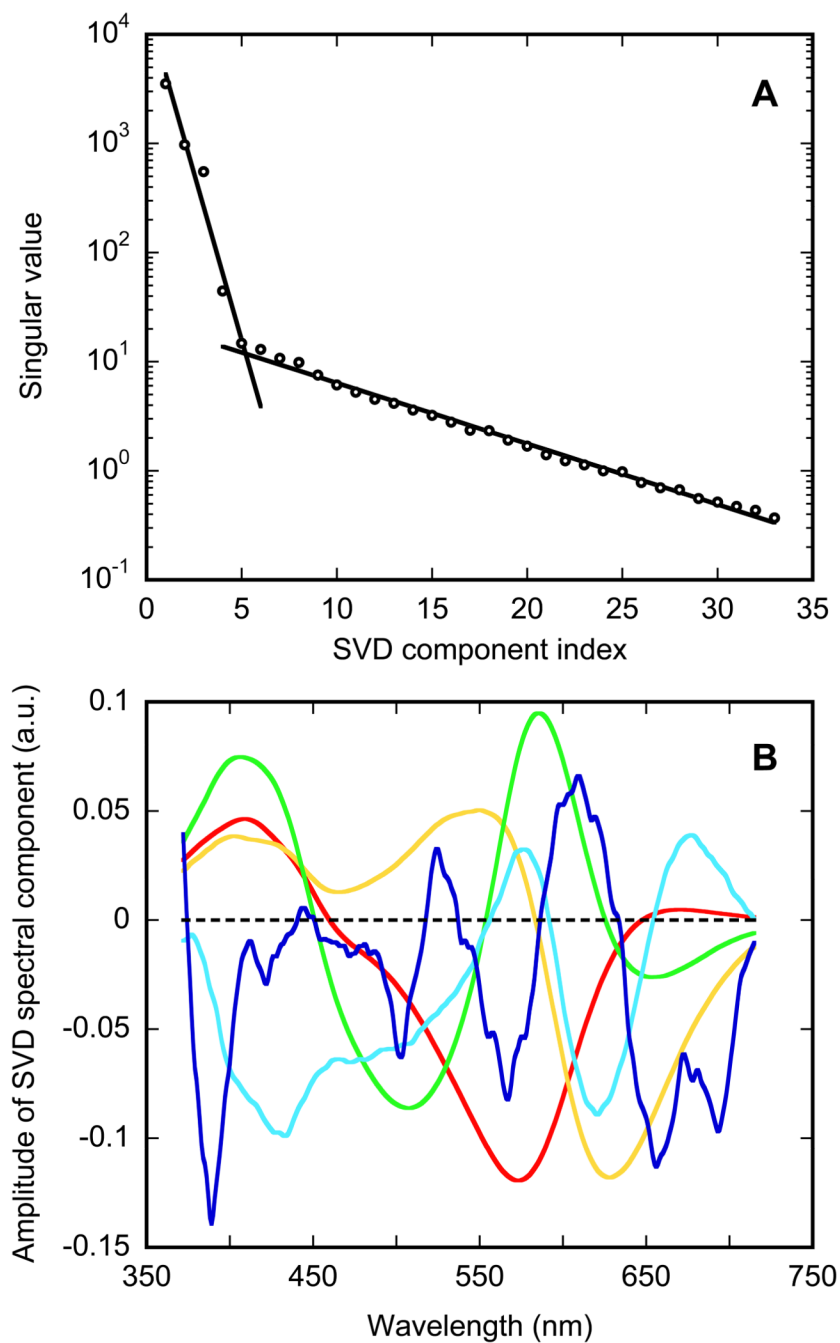 A
Singular value
10^4
10^3
10^2
10^1
10^0
10^-1
0 5 10 15 20 25 30 35
SVD component index
B
Amplitude of SVD spectral component (a.u.)
0.1
0.05
0
-0.05
-0.1
-0.15
350 450 550 650 750
Wavelength (nm)